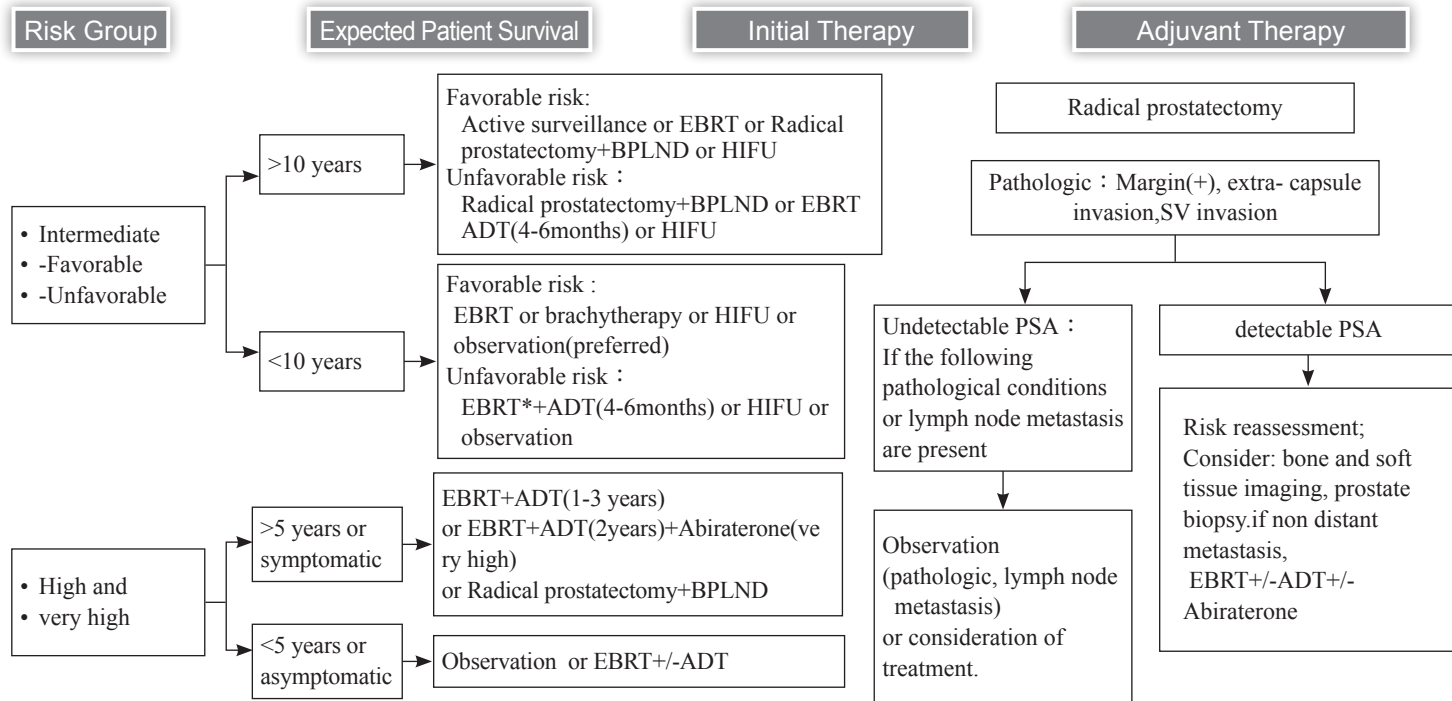 Risk Group
Expected Patient Survival
Initial Therapy
Adjuvant Therapy
• Intermediate
• -Favorable
• -Unfavorable
>10 years
Favorable risk:
Active surveillance or EBRT or Radical
prostatectomy+BPLND or HIFU
Unfavorable risk：
Radical prostatectomy+BPLND or EBRT
ADT(4-6months) or HIFU
<10 years
Favorable risk :
EBRT or brachytherapy or HIFU or
observation(preferred)
Unfavorable risk：
EBRT*+ADT(4-6months) or HIFU or
observation
• High and
• very high
>5 years or
symptomatic
EBRT+ADT(1-3 years)
or EBRT+ADT(2years)+Abiraterone(ve
ry high)
or Radical prostatectomy+BPLND
<5 years or
asymptomatic
Observation or EBRT+/-ADT
Radical prostatectomy
Pathologic：Margin(+), extra- capsule
invasion,SV invasion
Undetectable PSA：
If the following
pathological conditions
or lymph node metastasis
are present
Observation
(pathologic, lymph node
metastasis)
or consideration of
treatment.
detectable PSA
Risk reassessment;
Consider: bone and soft
tissue imaging, prostate
biopsy.if non distant
metastasis,
EBRT+/-ADT+/-
Abiraterone